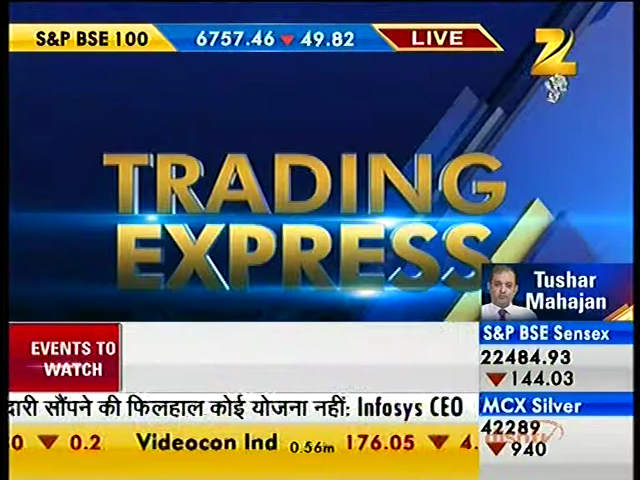 S&P BSE 100 6757.46 49.82 LIVE
TRADING
EXPRESS
Tushar
Mahajan
S&P BSE Sensex
22484.93
144.03
EVENTS TO
WATCH
दारी सौंपने की फिलहाल कोई योजना नहीं: Infosys CEO
MCX Silver
42289
940
0 0.2 Videocon Ind 0.56m 176.05 4.